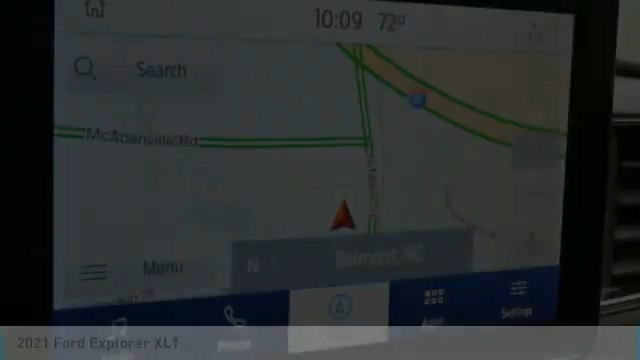 10:09 72°
Search
McAdenville Rd
Menu
N Belmont, NC
Phone
Apps
Settings
2021 Ford Explorer XLT